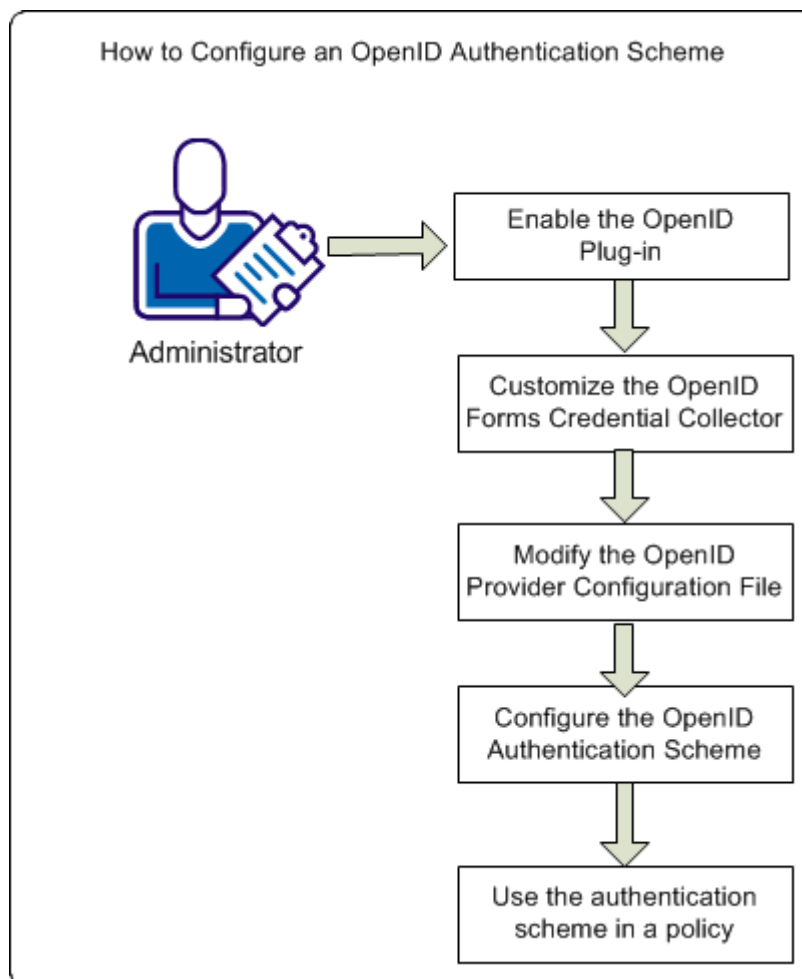 How to Configure an OpenID Authentication Scheme
Administrator
Enable the OpenID
Plug-in
Customize the OpenID
Forms Credential Collector
Modify the OpenID
Provider Configuration File
Configure the OpenID
Authentication Scheme
Use the authentication
scheme in a policy